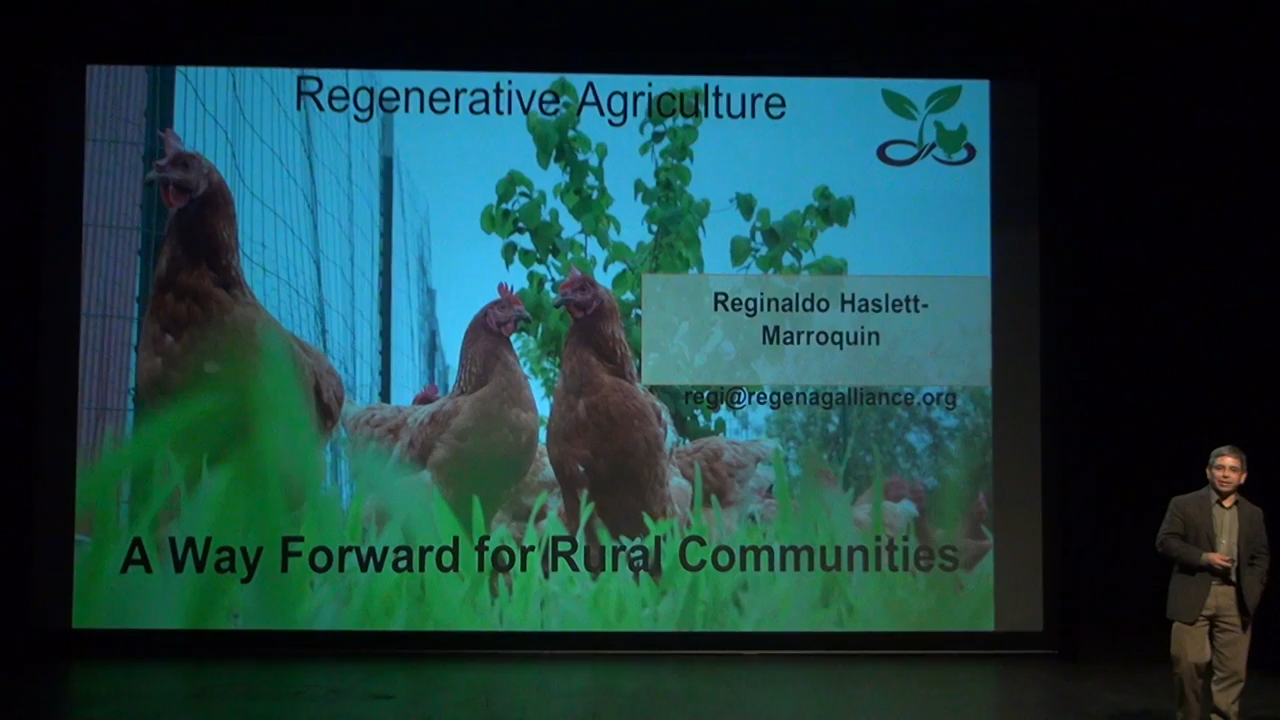 Regenerative Agriculture
Reginaldo Haslett-
Marroquin
regi@regenagalliance.org
A Way Forward for Rural Communities